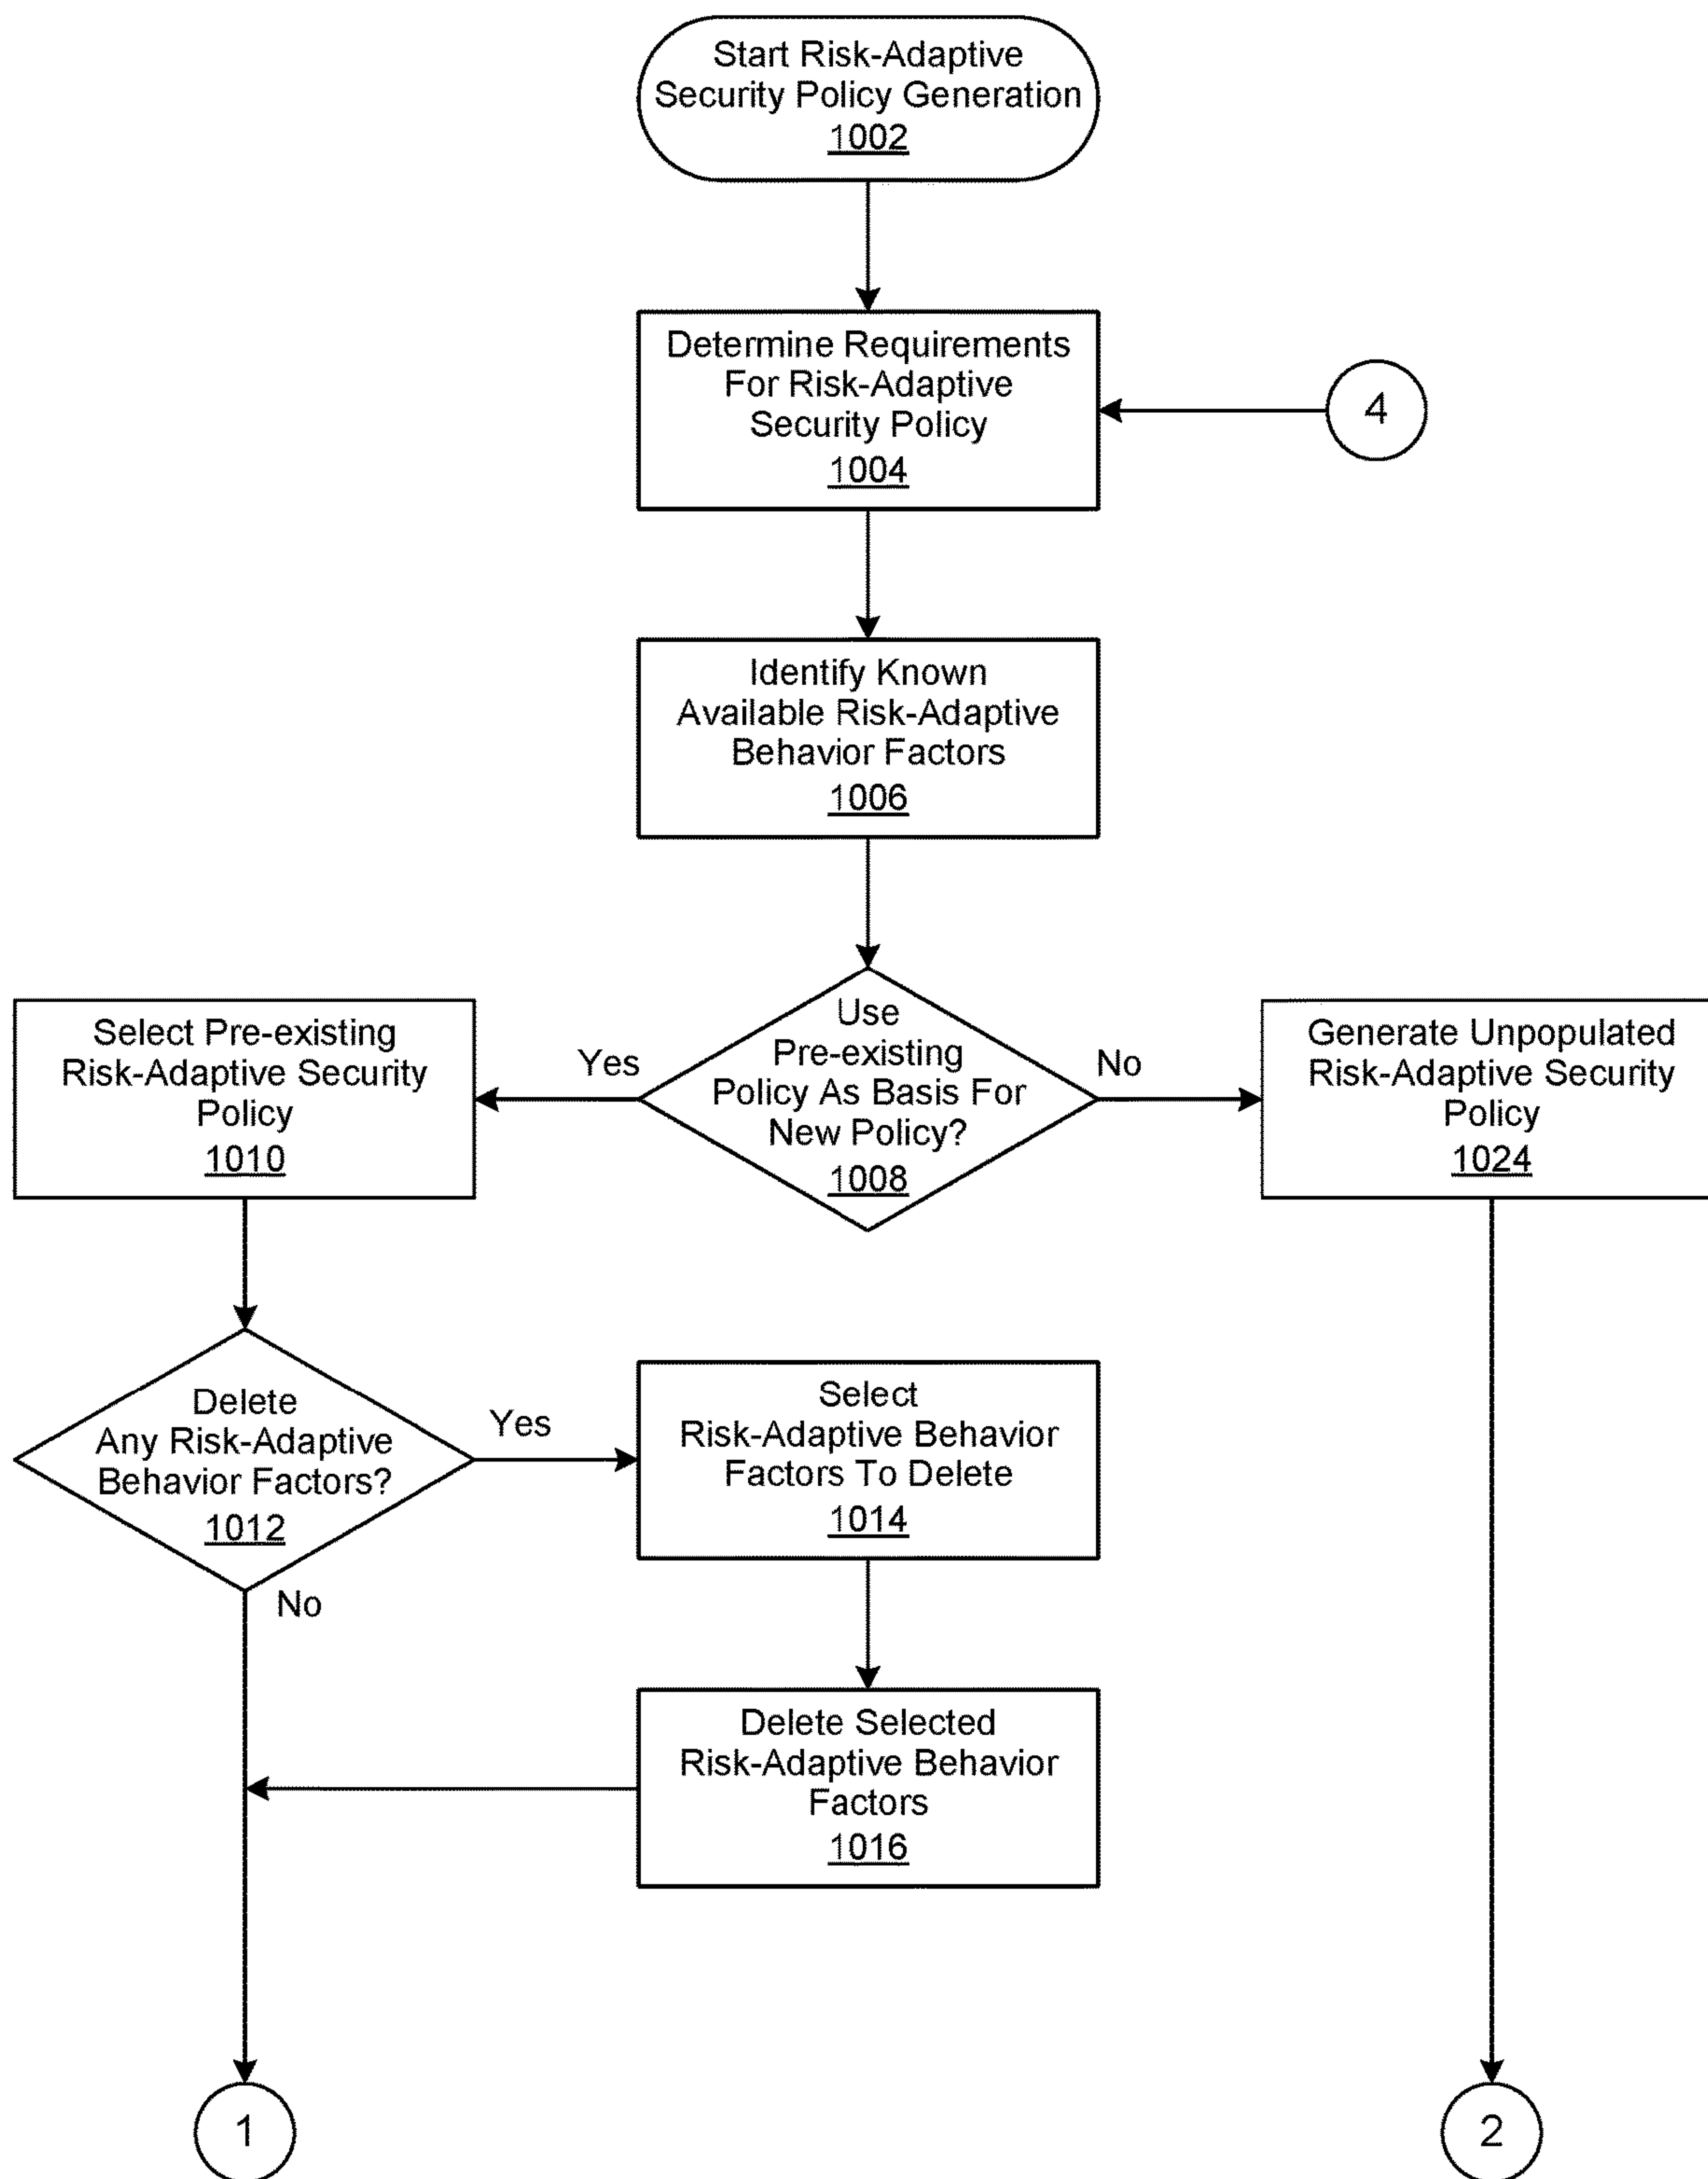 Start Risk-Adaptive
Security Policy Generation
1002
Determine Requirements
For Risk-Adaptive
Security Policy
1004
4
Identify Known
Available Risk-Adaptive
Behavior Factors
1006
Select Pre-existing
Risk-Adaptive Security
Policy
1010
Yes
Use
Pre-existing
Policy As Basis For
New Policy?
1008
No
Generate Unpopulated
Risk-Adaptive Security
Policy
1024
Delete
Any Risk-Adaptive
Behavior Factors?
1012
Yes
No
Select
Risk-Adaptive Behavior
Factors To Delete
1014
Delete Selected
Risk-Adaptive Behavior
Factors
1016
1
2